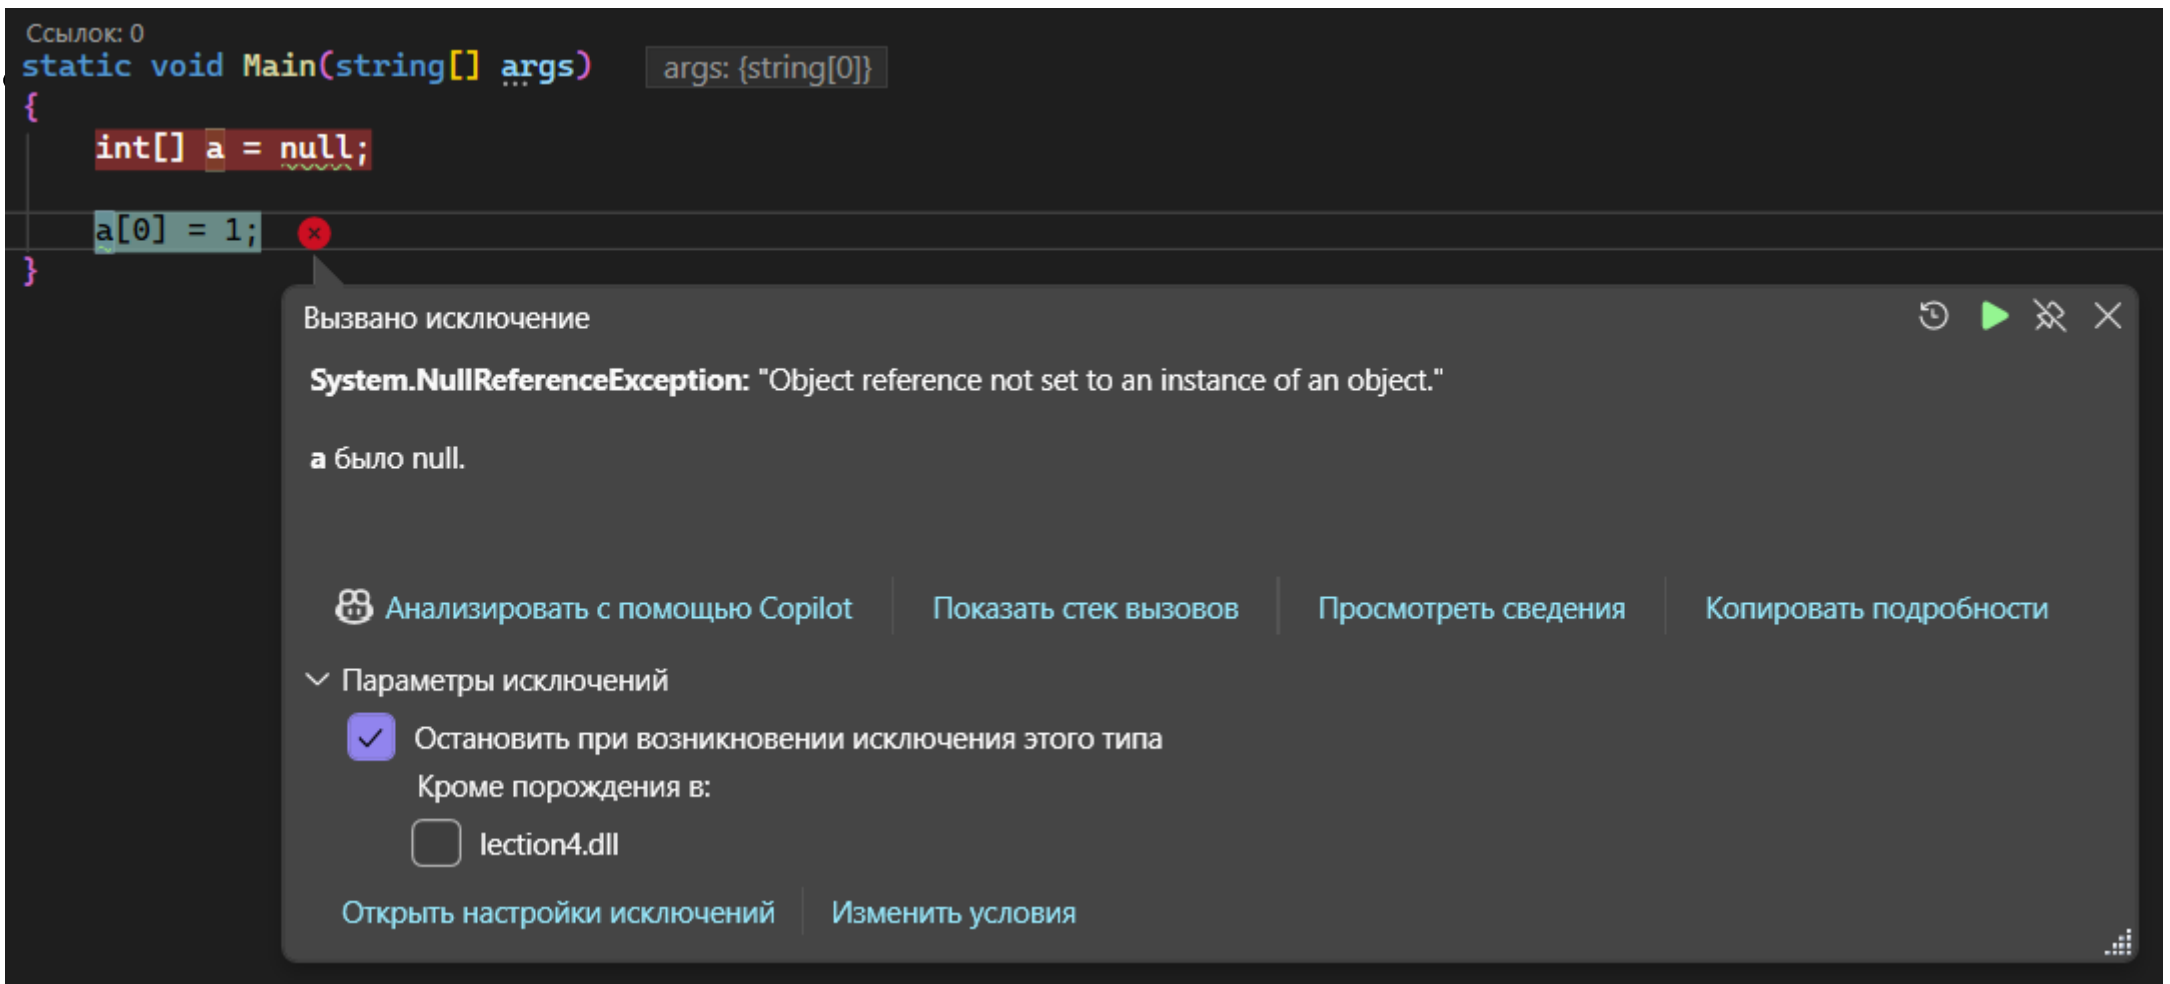 Ссылок: 0
static void Main(string[] args) args: {string[0]}
{
int[] a = null;
a[0] = 1;
}
Вызвано исключение
System.NullReferenceException: "Object reference not set to an instance of an object."
a было null.
Анализировать с помощью Copilot Показать стек вызовов Просмотреть сведения Копировать подробности
Параметры исключений
Остановить при возникновении исключения этого типа
Кроме порождения в:
lection4.dll
Открыть настройки исключений Изменить условия